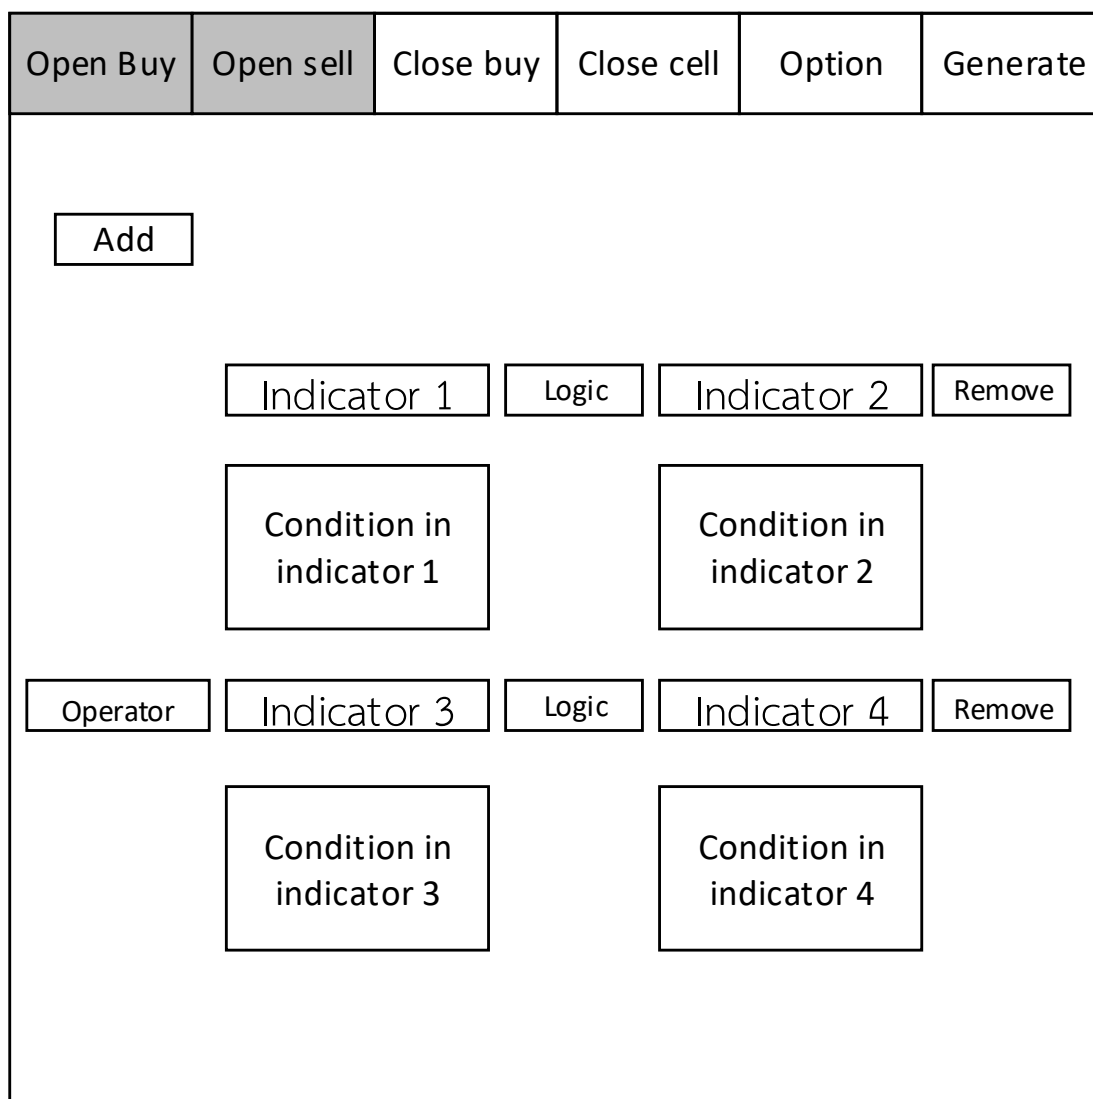 Open Buy Open sell Close buy Close cell Option Generate
Add
Indicator 1 Logic Indicator 2 Remove
Condition in Condition in
indicator 1 indicator 2
Operator Indicator 3 Logic Indicator 4 Remove
Condition in Condition in
indicator 3 indicator 4